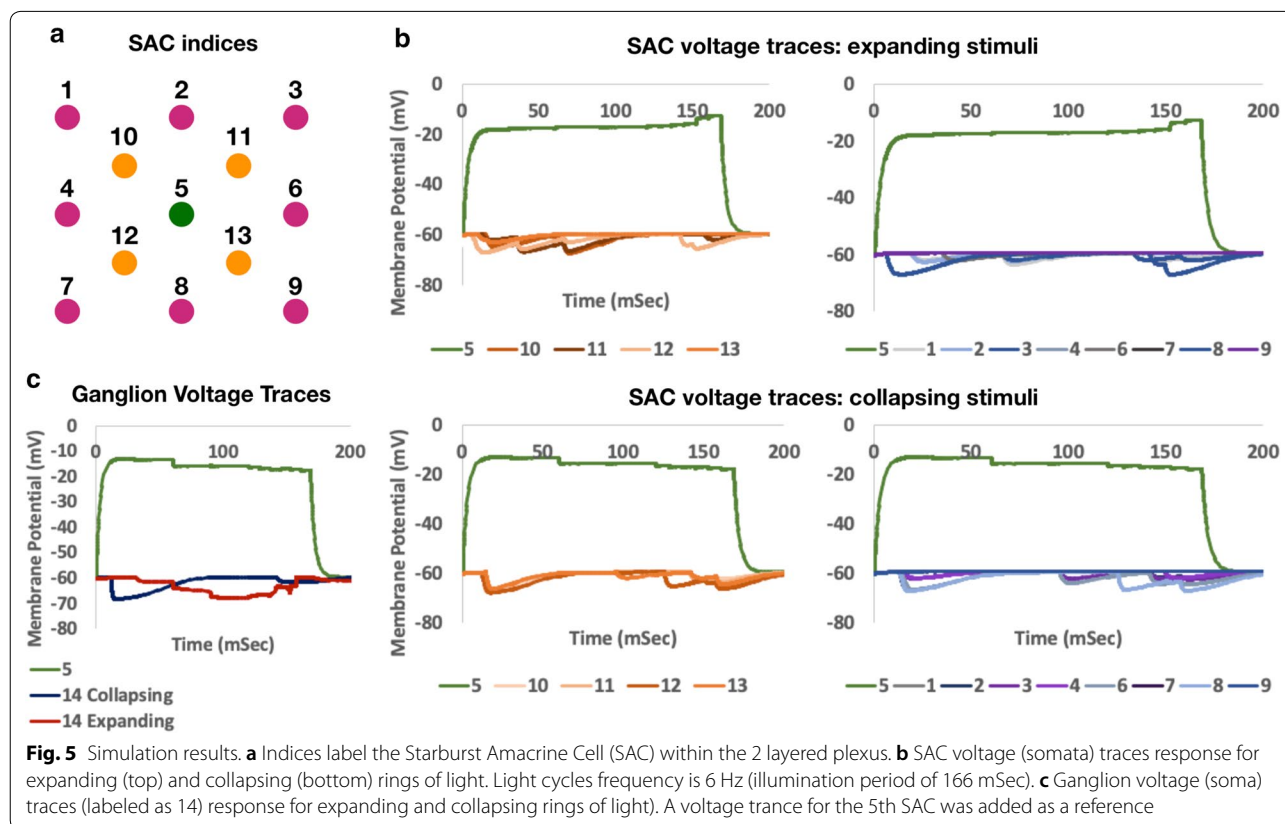 a
SAC indices
1 2 3
10 11
4 5 6
12 13
7 8 9
b
SAC voltage traces: expanding stimuli
0
-20
-40
-60
-80
Membrane Potential (mV)
0 50 100 150 200
Time (mSec)
5 10 11 12 13
0
-20
-40
-60
-80
0 50 100 150 200
5 1 2 3 4 6 7 8 9
c
Ganglion Voltage Traces
0
-10
-20
-30
-40
-50
-60
-70
-80
Membrane Potential (mV)
0 100 200
Time (mSec)
5
14 Collapsing
14 Expanding
SAC voltage traces: collapsing stimuli
0
-20
-40
-60
-80
Membrane Potential (mV)
0 50 100 150 200
Time (mSec)
5 10 11 12 13
0
-20
-40
-60
-80
0 50 100 150 200
5 1 2 3 4 6 7 8 9
Fig. 5 Simulation results. a Indices label the Starburst Amacrine Cell (SAC) within the 2 layered plexus. b SAC voltage (somata) traces response for
expanding (top) and collapsing (bottom) rings of light. Light cycles frequency is 6 Hz (illumination period of 166 mSec). c Ganglion voltage (soma)
traces (labeled as 14) response for expanding and collapsing rings of light). A voltage trance for the 5th SAC was added as a reference